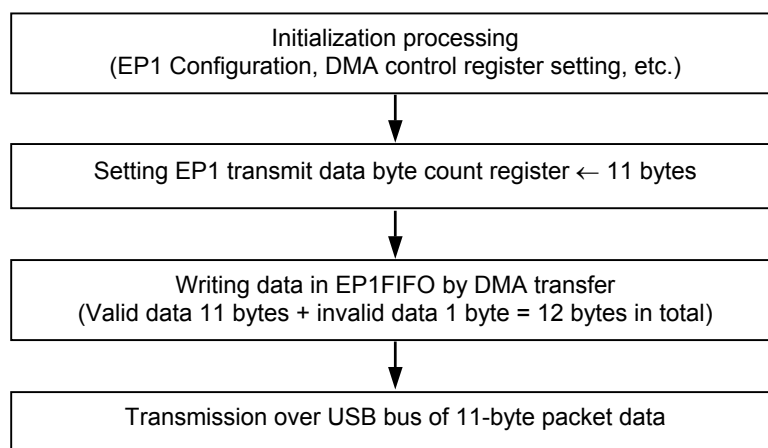 Initialization processing
(EP1 Configuration, DMA control register setting, etc.)
Setting EP1 transmit data byte count register ← 11 bytes
Writing data in EP1FIFO by DMA transfer
(Valid data 11 bytes + invalid data 1 byte = 12 bytes in total)
Transmission over USB bus of 11-byte packet data